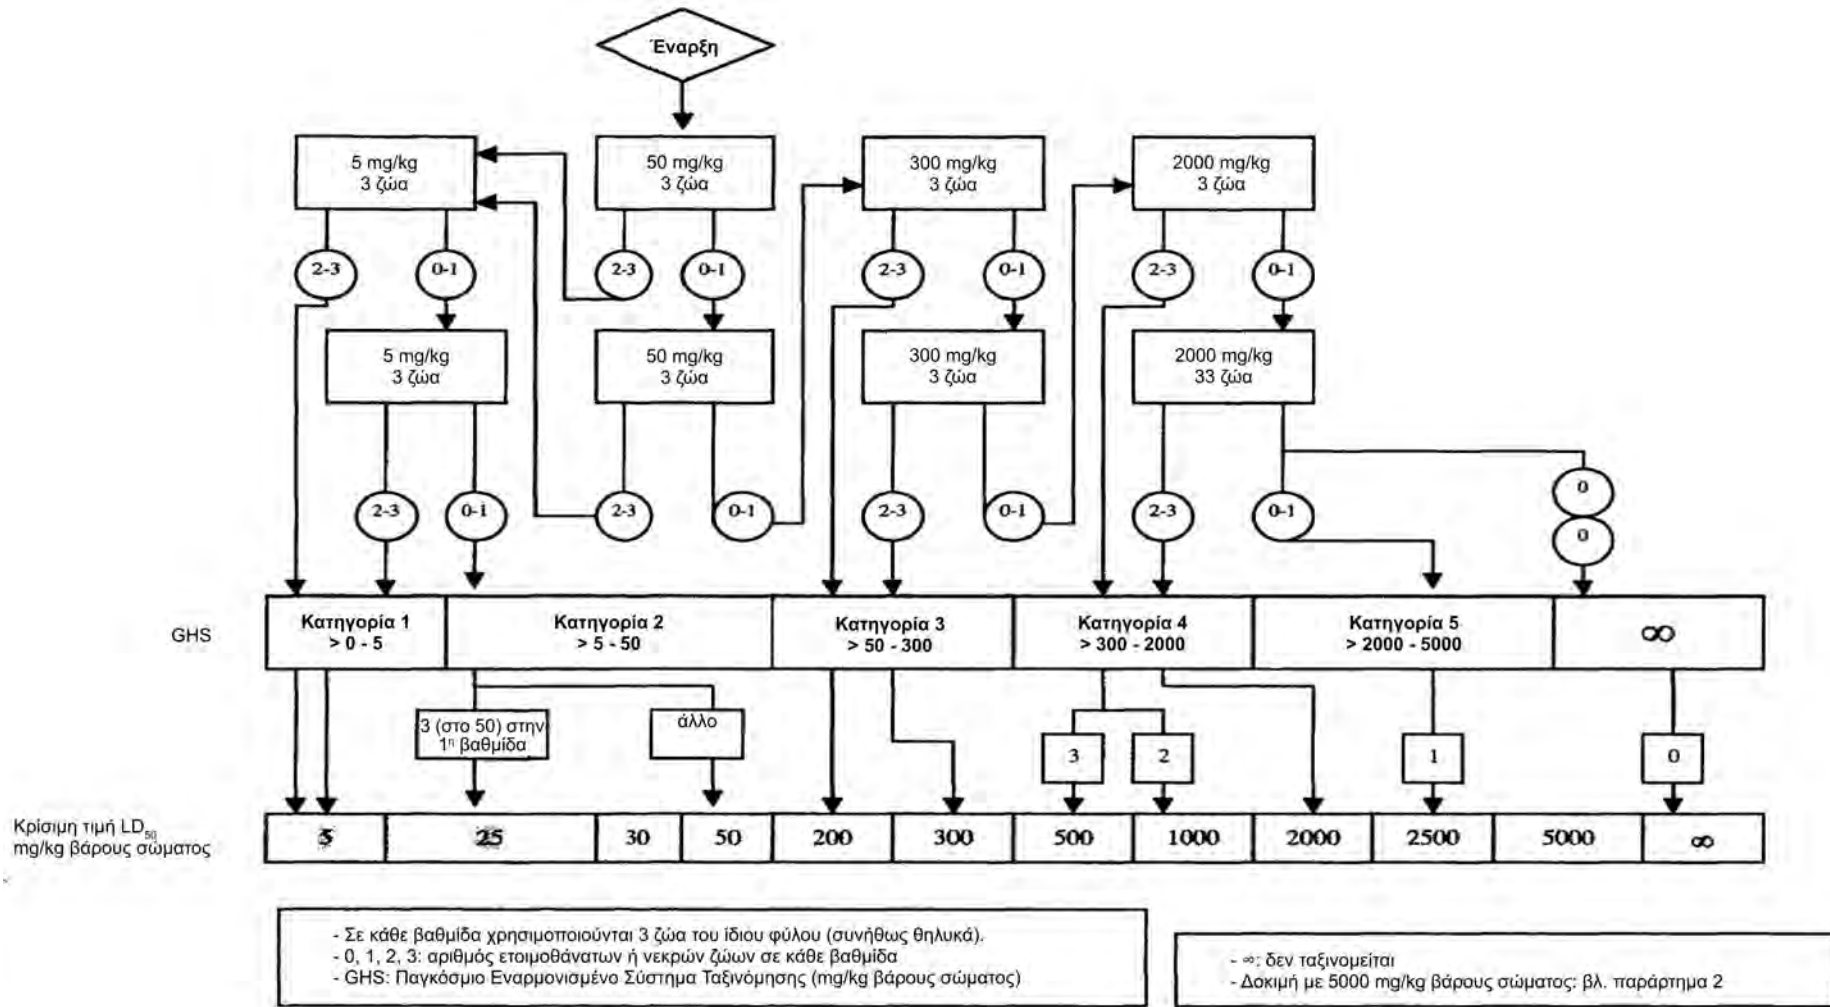 Έναρξη
5 mg/kg
3 ζώα
50 mg/kg
3 ζώα
300 mg/kg
3 ζώα
2000 mg/kg
3 ζώα
2-3
0-1
2-3
0-1
2-3
0-1
2-3
0-1
5 mg/kg
3 ζώα
50 mg/kg
3 ζώα
300 mg/kg
3 ζώα
2000 mg/kg
33 ζώα
2-3
0-1
2-3
0-1
2-3
0-1
2-3
0-1
0
0
GHS
Κατηγορία 1
> 0 - 5
Κατηγορία 2
> 5 - 50
Κατηγορία 3
> 50 - 300
Κατηγορία 4
> 300 - 2000
Κατηγορία 5
> 2000 - 5000
∞
3 (στο 50) στην
1η βαθμίδα
άλλο
3
2
1
0
Κρίσιμη τιμή LD50
mg/kg βάρους σώματος
5 25 30 50 200 300 500 1000 2000 2500 5000 ∞
- Σε κάθε βαθμίδα χρησιμοποιούνται 3 ζώα του ίδιου φύλου (συνήθως θηλυκά).
- 0, 1, 2, 3: αριθμός ετοιμοθάνατων ή νεκρών ζώων σε κάθε βαθμίδα
- GHS: Παγκόσμιο Εναρμονισμένο Σύστημα Ταξινόμησης (mg/kg βάρους σώματος)
- ∞: δεν ταξινομείται
- Δοκιμή με 5000 mg/kg βάρους σώματος: βλ. παράρτημα 2